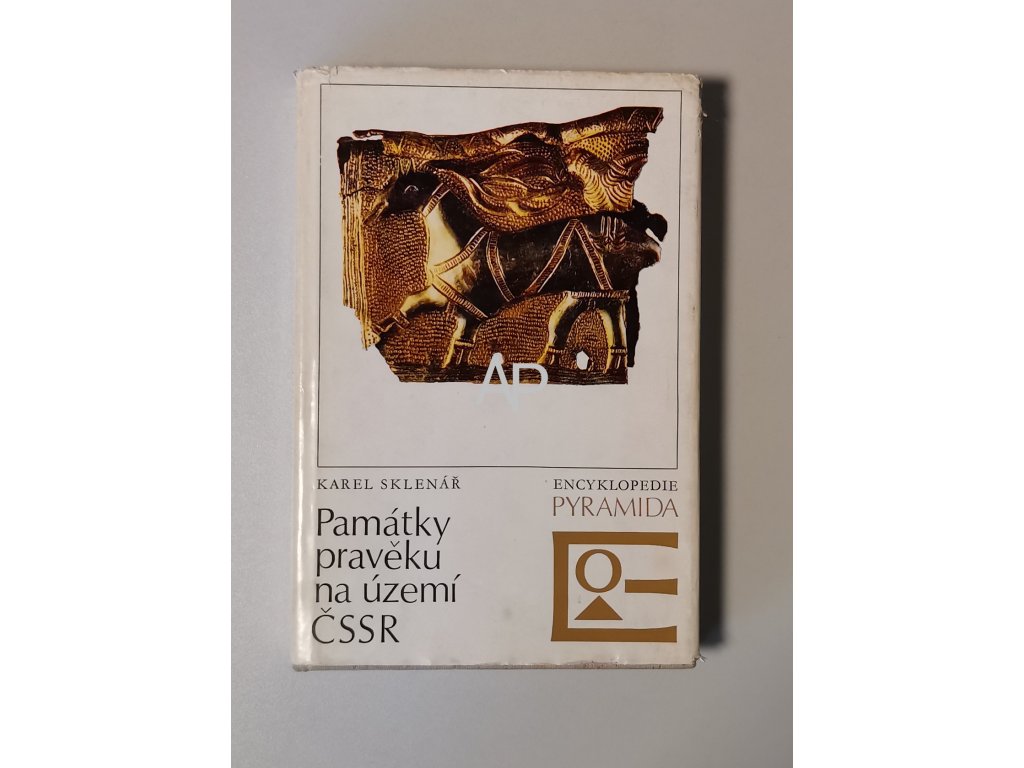 AP
KAREL SKLENÁŘ
Památky
pravěku
na území
ČSSR
ENCYKLOPEDIE
PYRAMIDA